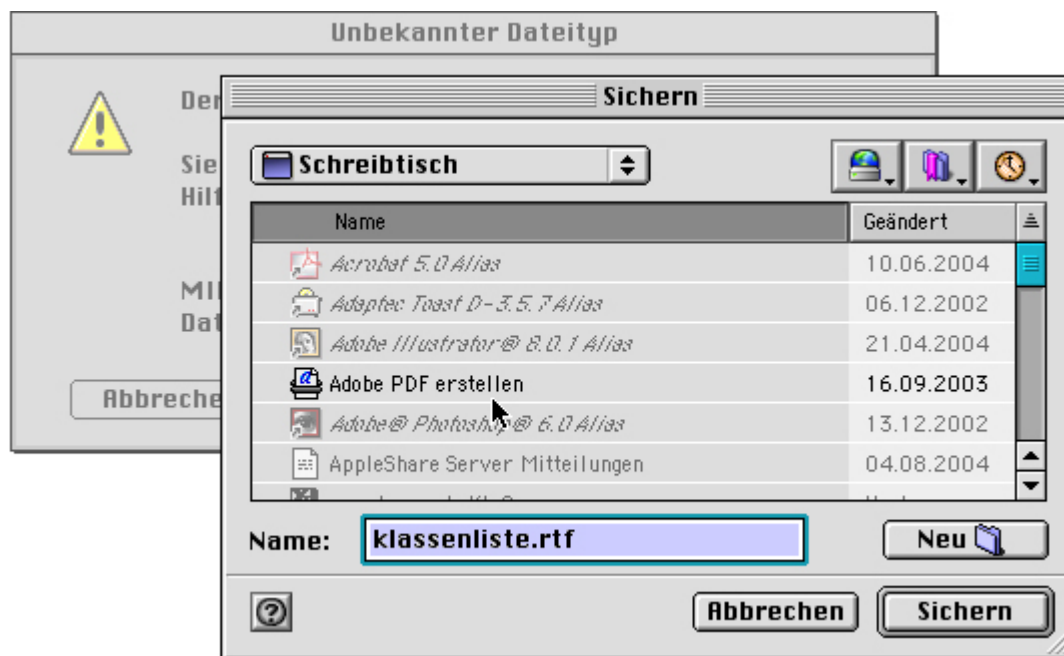 Unbekannter Dateityp
Der
Sie
Hilf
MI
Dat
Abbreche
Sichern
Schreibtisch
Name Geändert
Acrobat 5.0 Alias 10.06.2004
Adaptec Toast D-3.5.7 Alias 06.12.2002
Adobe Illustrator® 8.0.1 Alias 21.04.2004
Adobe PDF erstellen 16.09.2003
Adobe® Photoshop® 6.0 Alias 13.12.2002
AppleShare Server Mitteilungen 04.08.2004
Name: klassenliste.rtf Neu
Abbrechen Sichern